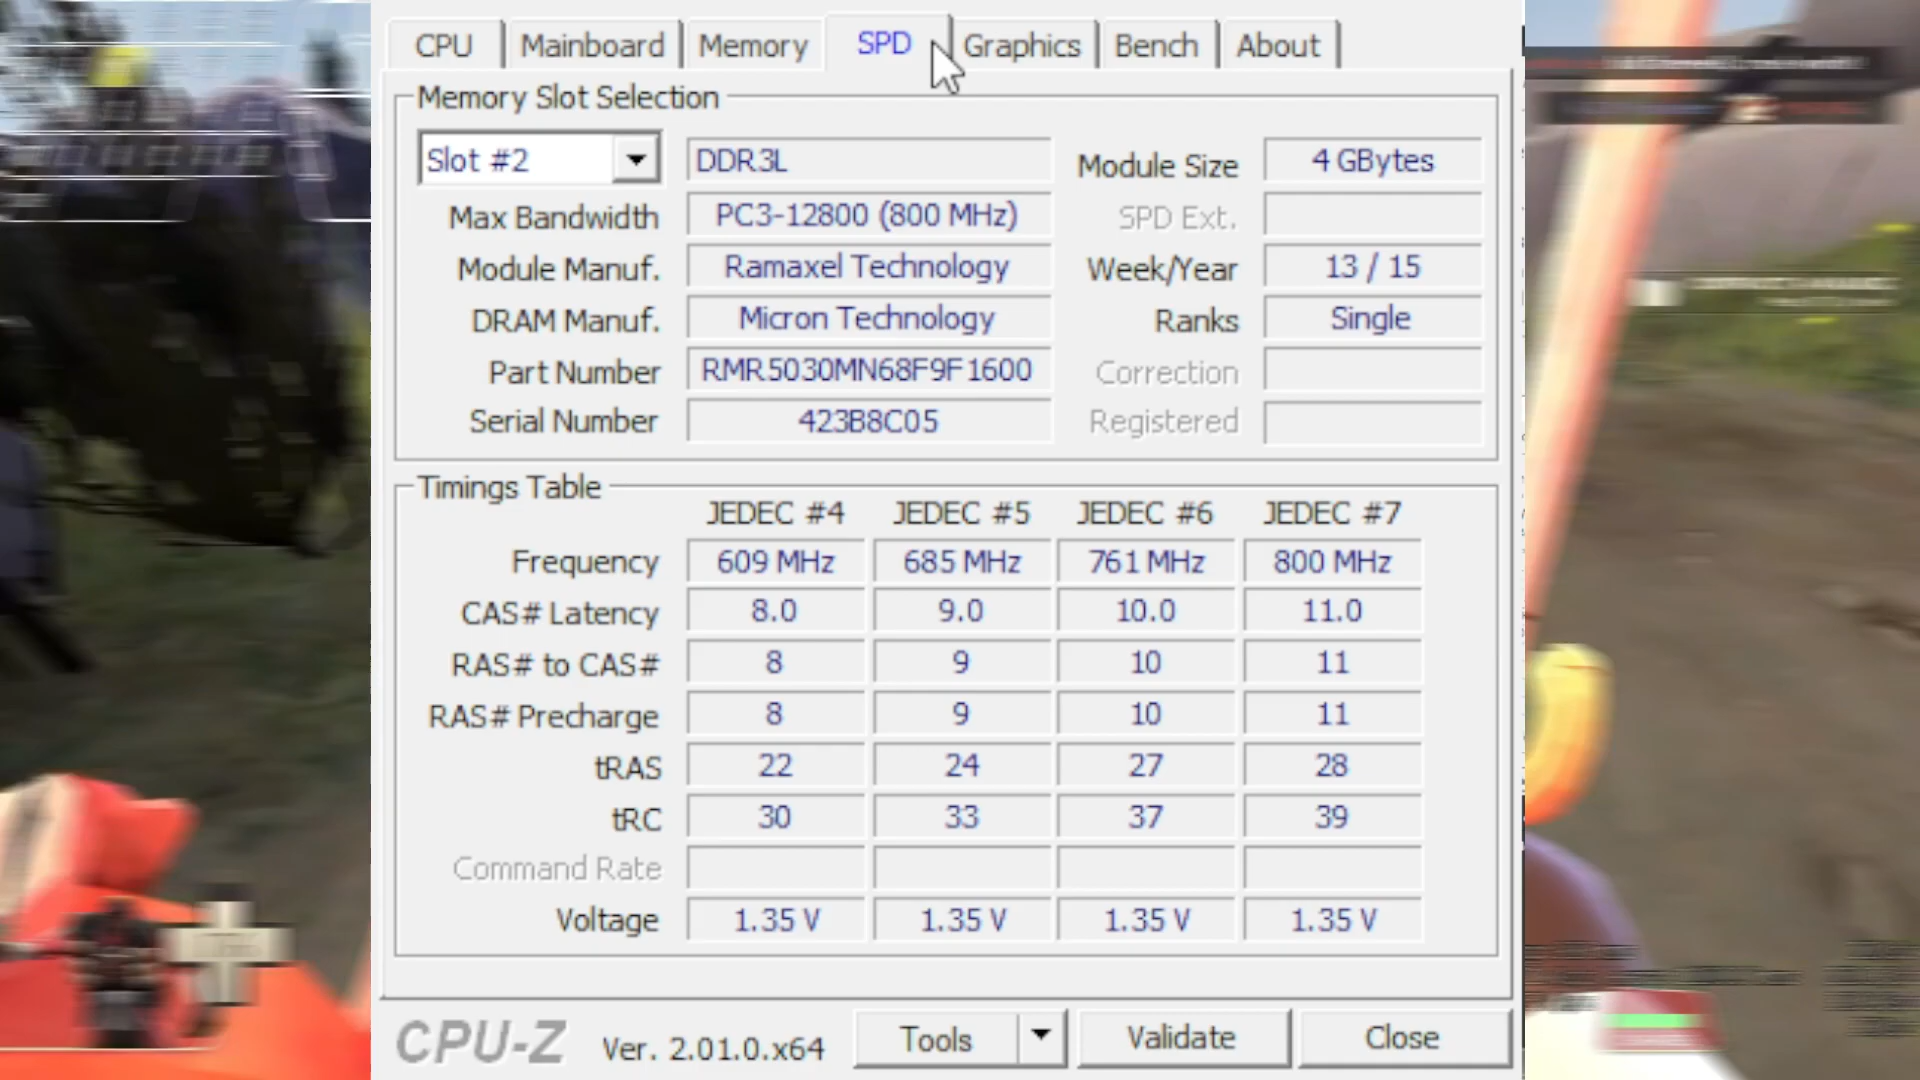 CPU Mainboard Memory SPD Graphics Bench About
Memory Slot Selection
Slot #2 DDR3L Module Size 4 GBytes
Max Bandwidth PC3-12800 (800 MHz) SPD Ext.
Module Manuf. Ramaxel Technology Week/Year 13 / 15
DRAM Manuf. Micron Technology Ranks Single
Part Number RMR5030MN68F9F1600 Correction
Serial Number 423B8C05 Registered
Timings Table
JEDEC #4 JEDEC #5 JEDEC #6 JEDEC #7
Frequency 609 MHz 685 MHz 761 MHz 800 MHz
CAS# Latency 8.0 9.0 10.0 11.0
RAS# to CAS# 8 9 10 11
RAS# Precharge 8 9 10 11
tRAS 22 24 27 28
tRC 30 33 37 39
Command Rate
Voltage 1.35 V 1.35 V 1.35 V 1.35 V
CPU-Z Ver. 2.01.0.x64 Tools Validate Close